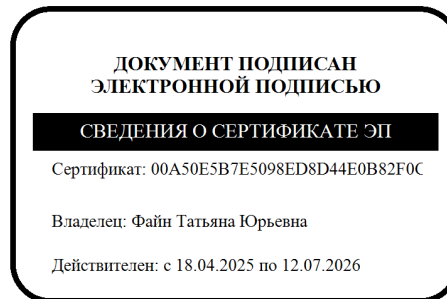 ДОКУМЕНТ ПОДПИСАН
ЭЛЕКТРОННОЙ ПОДПИСЬЮ
СВЕДЕНИЯ О СЕРТИФИКАТЕ ЭП
Сертификат: 00A50E5B7E5098ED8D44E0B82F0C
Владелец: Файн Татьяна Юрьевна
Действителен: с 18.04.2025 по 12.07.2026